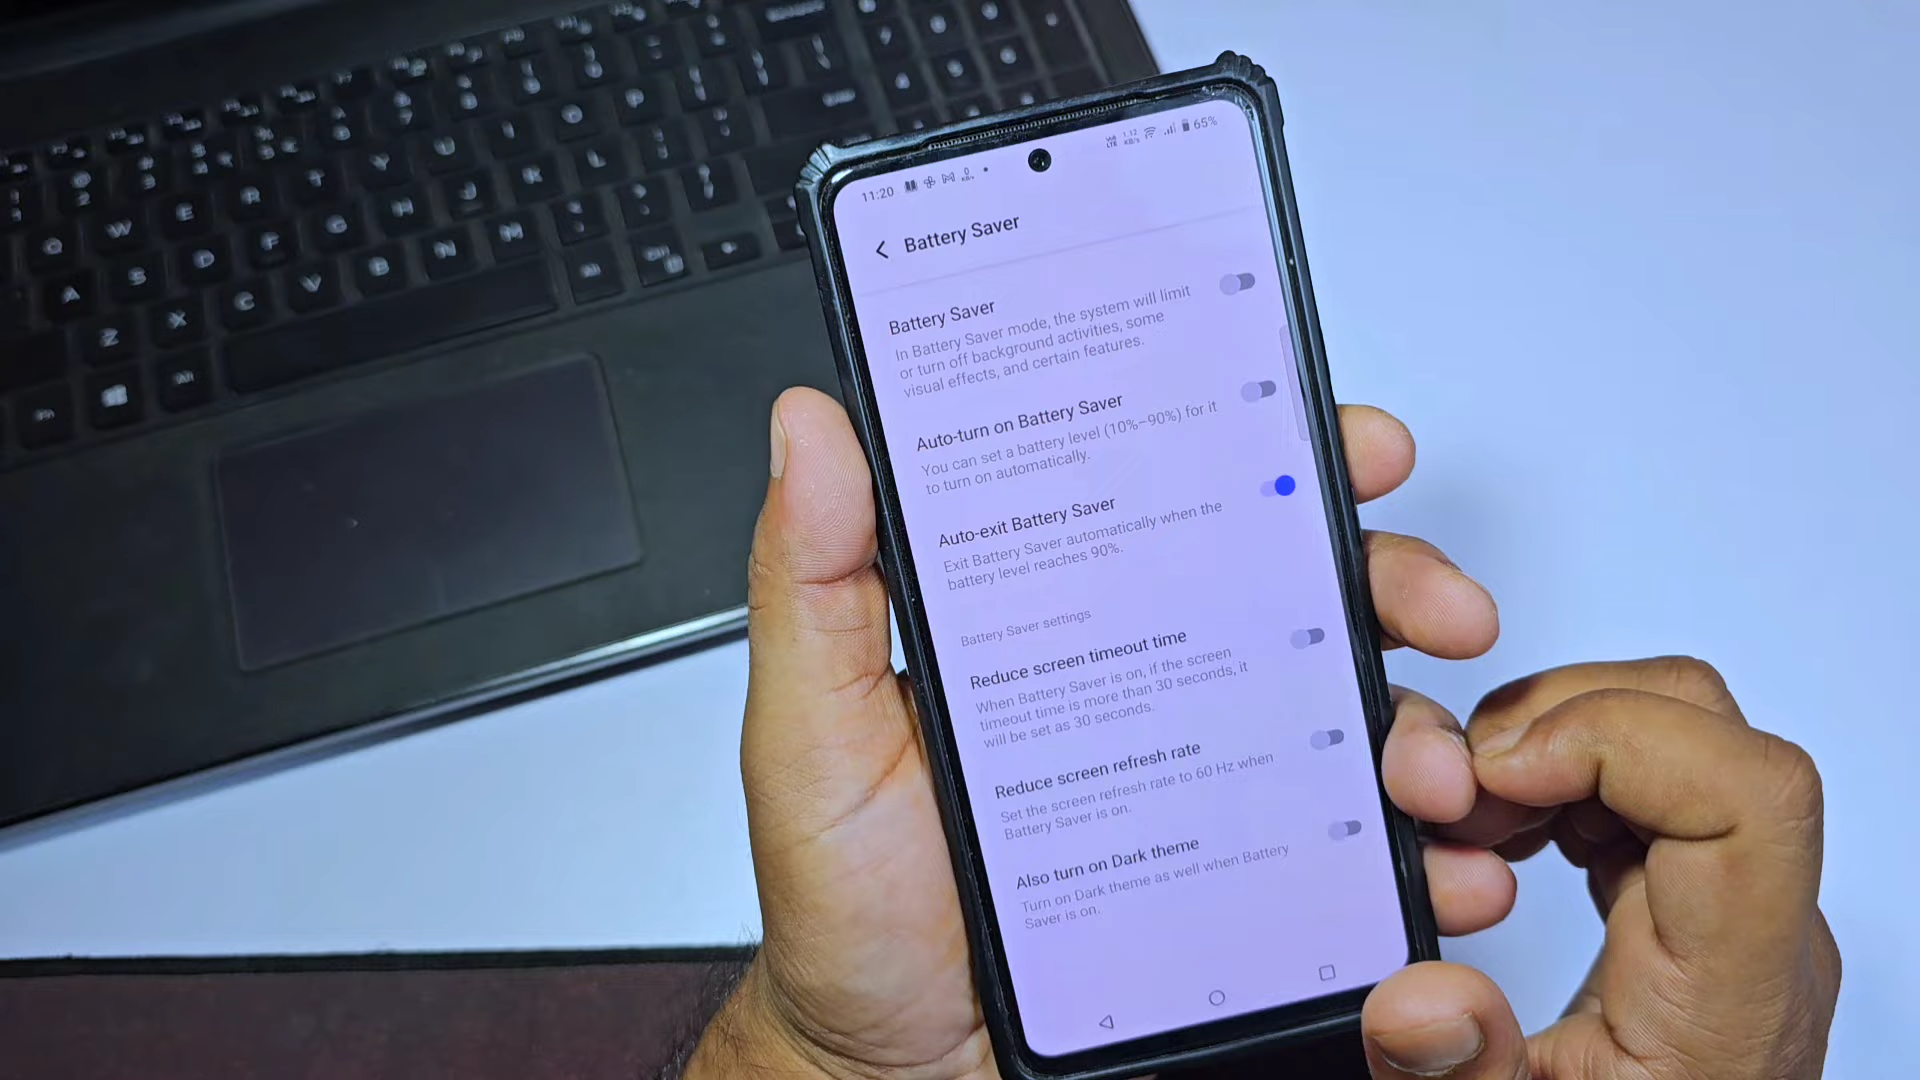 11:20
65%
Battery Saver
Battery Saver
In Battery Saver mode, the system will limit
or turn off background activities, some
visual effects, and certain features.
Auto-turn on Battery Saver
You can set a battery level (10%–90%) for it
to turn on automatically.
Auto-exit Battery Saver
Exit Battery Saver automatically when the
battery level reaches 90%.
Battery Saver settings
Reduce screen timeout time
When Battery Saver is on, if the screen
timeout time is more than 30 seconds, it
will be set as 30 seconds.
Reduce screen refresh rate
Set the screen refresh rate to 60 Hz when
Battery Saver is on.
Also turn on Dark theme
Turn on Dark theme as well when Battery
Saver is on.
Q W E R T Y U I O P
A S D F G H J K L
Z X C V B N M